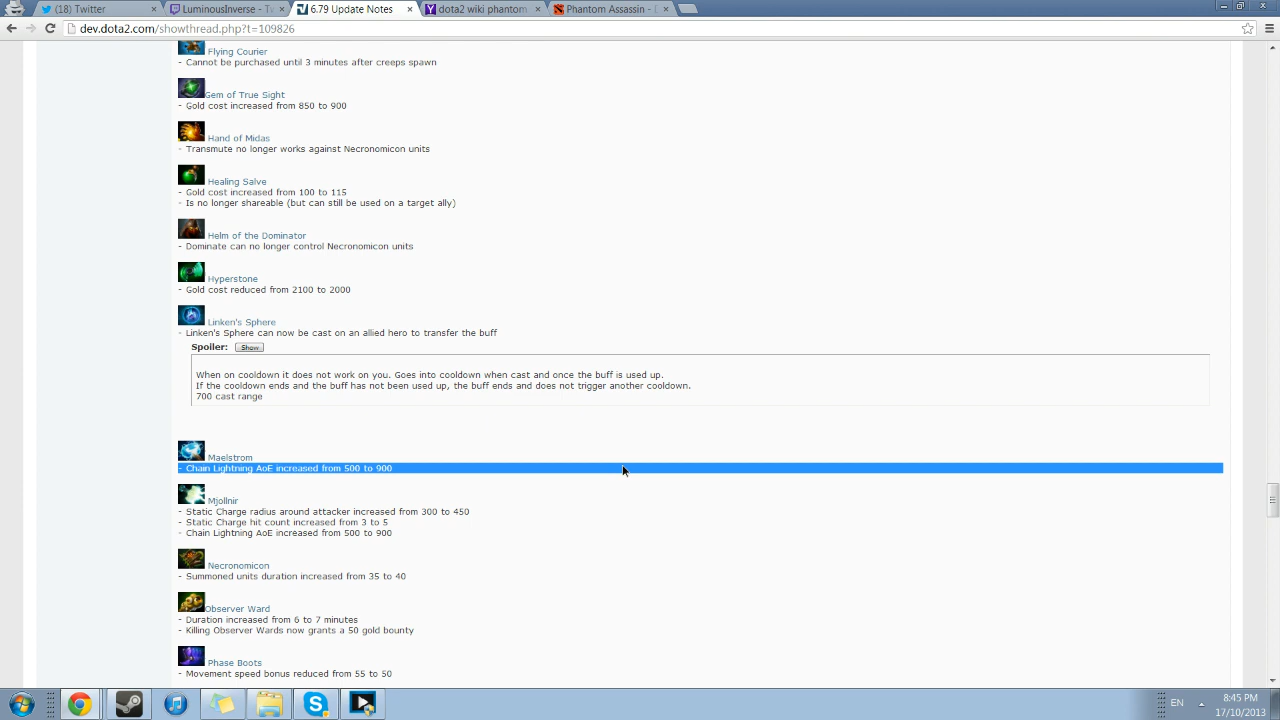 (18) Twitter
LuminousInverse - Tw
6.79 Update Notes
dota2 wiki phantom
Phantom Assassin - D
dev.dota2.com/showthread.php?t=109826
Flying Courier
- Cannot be purchased until 3 minutes after creeps spawn
Gem of True Sight
- Gold cost increased from 850 to 900
Hand of Midas
- Transmute no longer works against Necronomicon units
Healing Salve
- Gold cost increased from 100 to 115
- Is no longer shareable (but can still be used on a target ally)
Helm of the Dominator
- Dominate can no longer control Necronomicon units
Hyperstone
- Gold cost reduced from 2100 to 2000
Linken's Sphere
- Linken's Sphere can now be cast on an allied hero to transfer the buff
Spoiler: Show
When on cooldown it does not work on you. Goes into cooldown when cast and once the buff is used up.
If the cooldown ends and the buff has not been used up, the buff ends and does not trigger another cooldown.
700 cast range
Maelstrom
- Chain Lightning AoE increased from 500 to 900
Mjollnir
- Static Charge radius around attacker increased from 300 to 450
- Static Charge hit count increased from 3 to 5
- Chain Lightning AoE increased from 500 to 900
Necronomicon
- Summoned units duration increased from 35 to 40
Observer Ward
- Duration increased from 6 to 7 minutes
- Killing Observer Wards now grants a 50 gold bounty
Phase Boots
- Movement speed bonus reduced from 55 to 50
EN
8:45 PM
17/10/2013